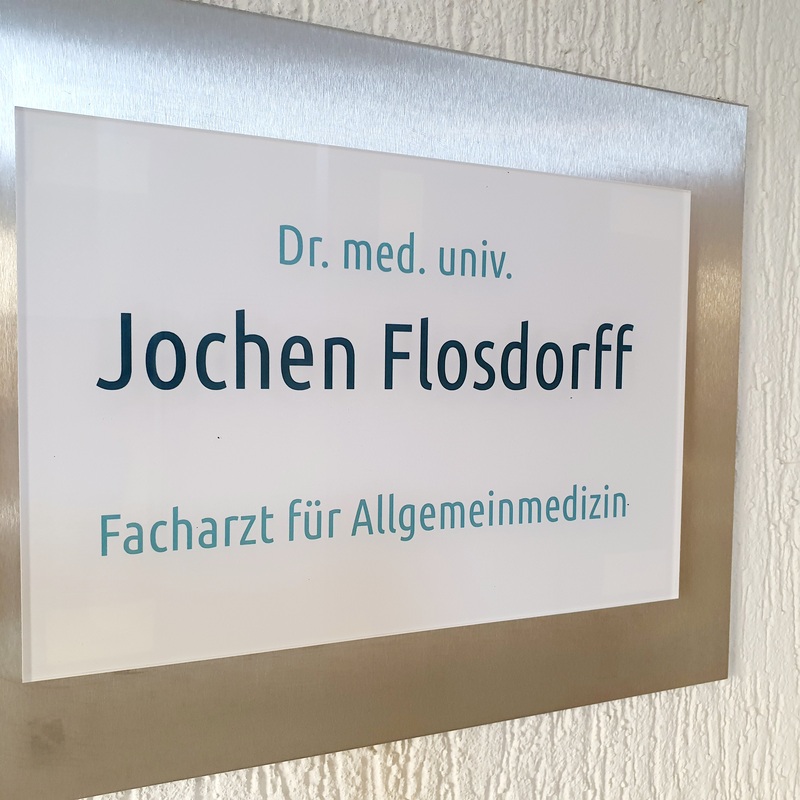 Dr. med. univ.
Jochen Flosdorff
Facharzt für Allgemeinmedizin